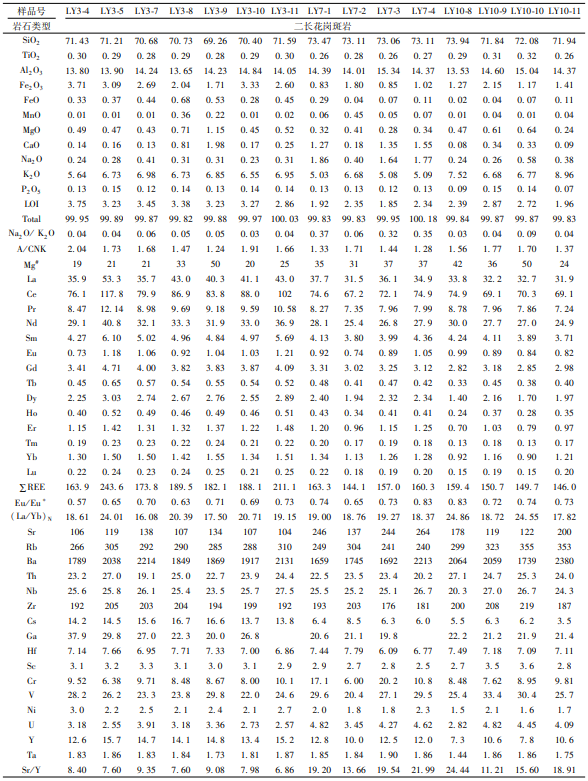 样品号 LY3-4 LY3-5 LY3-7 LY3-8 LY3-9 LY3-10 LY3-11 LY7-1 LY7-2 LY7-3 LY7-4 LY10-8 LY10-9 LY10-10 LY10-11
岩石类型 二长花岗斑岩
SiO₂ 71.43 71.21 70.68 70.73 69.26 70.40 71.59 73.47 73.11 73.06 73.11 73.94 71.84 72.08 71.94
TiO₂ 0.30 0.29 0.28 0.29 0.28 0.29 0.30 0.26 0.28 0.26 0.27 0.29 0.31 0.32 0.26
Al₂O₃ 13.80 13.90 14.24 13.65 14.23 14.84 14.05 14.39 14.01 15.34 14.37 13.53 14.60 15.04 14.37
Fe₂O₃ 3.71 3.09 2.69 2.04 1.71 3.33 2.60 0.83 1.80 0.85 1.02 1.27 2.15 1.17 1.41
FeO 0.33 0.37 0.44 0.68 0.53 0.28 0.45 0.29 0.04 0.07 0.11 0.02 0.04 0.07 0.11
MnO 0.01 0.01 0.01 0.36 0.22 0.01 0.02 0.06 0.45 0.05 0.07 0.01 0.04 0.01 0.04
MgO 0.49 0.47 0.43 0.71 1.15 0.45 0.52 0.32 0.41 0.28 0.34 0.47 0.61 0.64 0.24
CaO 0.14 0.16 0.13 0.81 1.98 0.17 0.25 1.27 0.18 1.35 1.55 0.08 0.34 0.33 0.09
Na₂O 0.24 0.28 0.41 0.31 0.31 0.23 0.31 1.86 0.40 1.64 1.77 0.24 0.26 0.58 0.38
K₂O 5.64 6.73 6.98 6.73 6.85 6.55 6.95 5.03 6.68 5.08 5.09 7.52 6.68 6.77 8.96
P₂O₅ 0.13 0.15 0.12 0.14 0.13 0.14 0.14 0.13 0.12 0.13 0.13 0.09 0.15 0.14 0.07
LOI 3.75 3.23 3.45 3.38 3.23 3.27 2.86 1.92 2.35 1.85 2.34 2.39 2.87 2.72 1.96
Total 99.95 99.89 99.87 99.82 99.88 99.97 100.03 99.83 99.83 99.95 100.18 99.84 99.87 99.87 99.83
Na₂O/ K₂O 0.04 0.04 0.06 0.05 0.05 0.03 0.04 0.37 0.06 0.32 0.35 0.03 0.04 0.09 0.04
A/CNK 2.04 1.73 1.68 1.47 1.24 1.91 1.66 1.33 1.71 1.44 1.28 1.56 1.77 1.70 1.37
Mg# 19 21 21 33 50 20 25 35 31 37 37 42 36 50 24
La 35.9 53.3 35.7 43.0 40.3 41.1 43.0 37.7 31.5 36.1 34.9 33.8 32.2 32.7 31.9
Ce 76.1 117.8 79.9 86.9 83.8 88.0 102 74.6 67.2 72.1 74.9 74.9 69.1 70.3 69.1
Pr 8.47 12.14 8.98 9.69 9.18 9.59 10.58 8.27 7.35 7.96 7.99 8.78 7.96 7.86 7.24
Nd 29.1 40.8 32.1 33.3 31.9 33.0 36.9 28.1 25.4 26.8 27.9 30.0 27.7 27.0 24.9
Sm 4.27 6.10 5.02 4.96 4.84 4.97 5.69 4.13 3.80 3.99 4.36 4.24 4.11 3.89 3.71
Eu 0.73 1.18 1.06 0.92 1.04 1.03 1.21 0.92 0.74 0.89 1.05 0.99 0.89 0.84 0.82
Gd 3.41 4.71 4.00 3.82 3.83 3.87 4.09 3.31 3.02 3.25 3.12 2.82 3.18 2.85 2.98
Tb 0.45 0.65 0.57 0.54 0.55 0.54 0.52 0.48 0.41 0.47 0.42 0.33 0.45 0.38 0.40
Dy 2.25 3.03 2.74 2.67 2.76 2.55 2.89 2.40 1.94 2.32 2.34 1.40 2.16 1.70 1.97
Ho 0.40 0.52 0.49 0.46 0.49 0.46 0.51 0.43 0.34 0.41 0.41 0.24 0.37 0.28 0.35
Er 1.15 1.42 1.31 1.32 1.37 1.22 1.48 1.20 0.96 1.15 1.25 0.70 1.03 0.79 0.97
Tm 0.19 0.23 0.23 0.22 0.24 0.21 0.22 0.20 0.17 0.19 0.18 0.13 0.18 0.13 0.17
Yb 1.30 1.50 1.50 1.42 1.55 1.34 1.51 1.34 1.13 1.26 1.28 0.92 1.16 0.90 1.21
Lu 0.22 0.24 0.23 0.24 0.25 0.21 0.25 0.22 0.18 0.19 0.20 0.15 0.19 0.15 0.20
∑REE 163.9 243.6 173.8 189.5 182.1 188.1 211.1 163.3 144.1 157.0 160.3 159.4 150.7 149.7 146.0
Eu/Eu* 0.57 0.65 0.70 0.63 0.71 0.69 0.73 0.74 0.65 0.73 0.83 0.83 0.72 0.74 0.73
(La/Yb)N 18.61 24.01 16.08 20.39 17.50 20.71 19.15 19.00 18.76 19.27 18.37 24.86 18.72 24.55 17.82
Sr 106 119 138 107 134 107 104 246 137 244 264 178 119 122 200
Rb 266 305 292 290 285 288 310 249 304 241 240 299 323 355 353
Ba 1789 2038 2214 1849 1869 1917 2131 1659 1745 1692 2213 2064 2059 1739 2380
Th 23.2 27.0 19.1 25.0 22.7 23.9 24.4 22.5 23.5 23.4 20.2 27.1 24.7 25.3 24.0
Nb 25.6 25.8 26.1 25.4 23.5 25.7 27.5 25.5 25.2 25.1 26.7 20.3 27.0 26.7 24.3
Zr 192 205 203 204 194 199 192 193 203 176 181 200 208 219 187
Cs 14.2 14.5 15.6 16.7 16.6 13.7 13.8 6.4 8.5 6.3 6.0 5.5 6.3 6.2 3.5
Ga 37.9 29.8 27.0 22.3 20.0 26.8 20.6 21.1 19.8 22.2 21.2 21.9 21.4
Hf 7.14 7.66 6.95 7.71 7.33 7.00 6.86 7.44 7.79 6.09 6.77 7.49 7.18 7.09 7.11
Sc 3.1 3.2 3.3 3.1 3.0 3.1 2.9 2.9 2.7 2.8 2.5 2.7 3.5 3.6 2.8
Cr 9.52 6.38 9.71 8.48 8.67 8.00 10.1 17.1 6.00 20.2 10.8 8.48 7.62 8.95 9.81
V 28.2 26.2 23.3 23.8 29.8 22.0 24.6 29.6 20.4 27.1 29.5 25.4 33.4 30.4 25.7
Ni 3.0 2.2 2.5 2.1 2.4 2.1 2.7 2.0 1.8 1.8 2.3 1.5 2.1 1.6 1.7
U 3.18 2.55 3.91 3.18 3.36 2.73 2.57 4.82 3.45 4.27 4.62 2.82 4.82 4.45 4.09
Y 12.6 15.7 14.7 14.1 14.8 13.4 15.2 12.8 10.0 12.5 12.0 7.3 10.6 7.8 10.6
Ta 1.83 1.86 1.83 1.84 1.73 1.81 1.87 1.85 1.84 1.90 1.86 1.44 1.86 1.86 1.75
Sr/Y 8.40 7.60 9.35 7.60 9.08 7.98 6.86 19.20 13.66 19.54 21.99 24.44 11.21 15.60 18.91